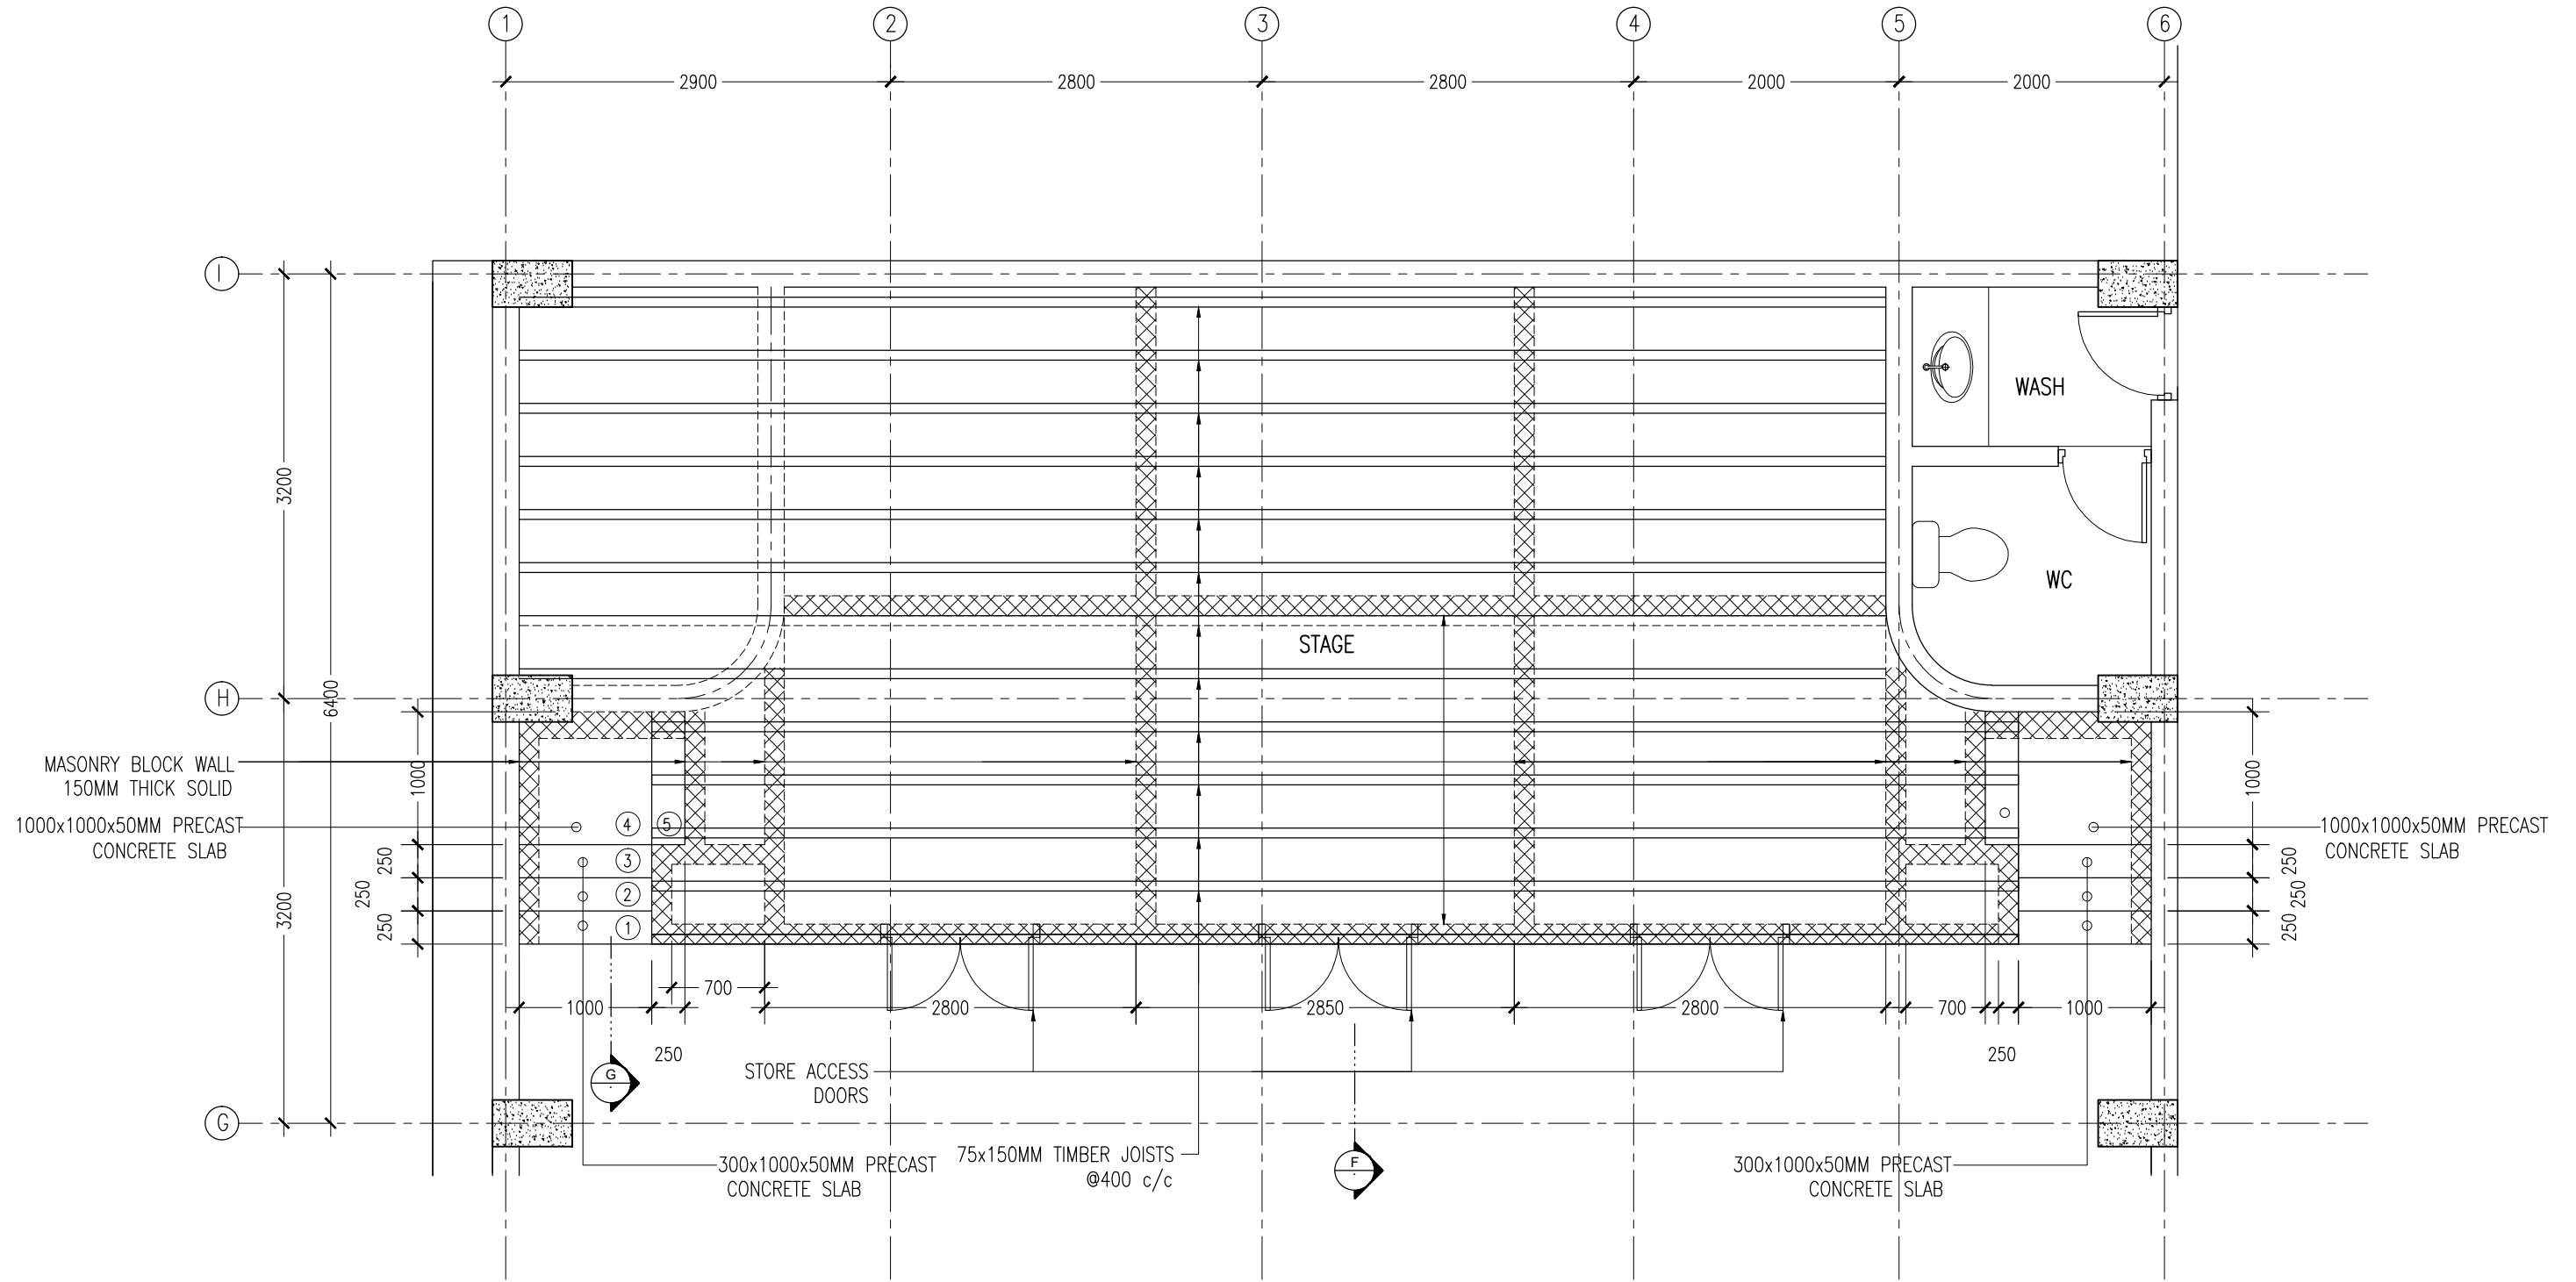 1 2 3 4 5 6
2900 2800 2800 2000 2000
I
WASH
3200
WC
STAGE
H
6400
MASONRY BLOCK WALL
150MM THICK SOLID
1000
1000
1000x1000x50MM PRECAST
CONCRETE SLAB
4 5
1000x1000x50MM PRECAST
CONCRETE SLAB
250
3
250
250
2
250
250
1
250
3200
700
1000 2800 2850 2800 700 1000
250
250
G
STORE ACCESS
DOORS
G
75x150MM TIMBER JOISTS
@400 c/c
F
300x1000x50MM PRECAST
CONCRETE SLAB
300x1000x50MM PRECAST
CONCRETE SLAB